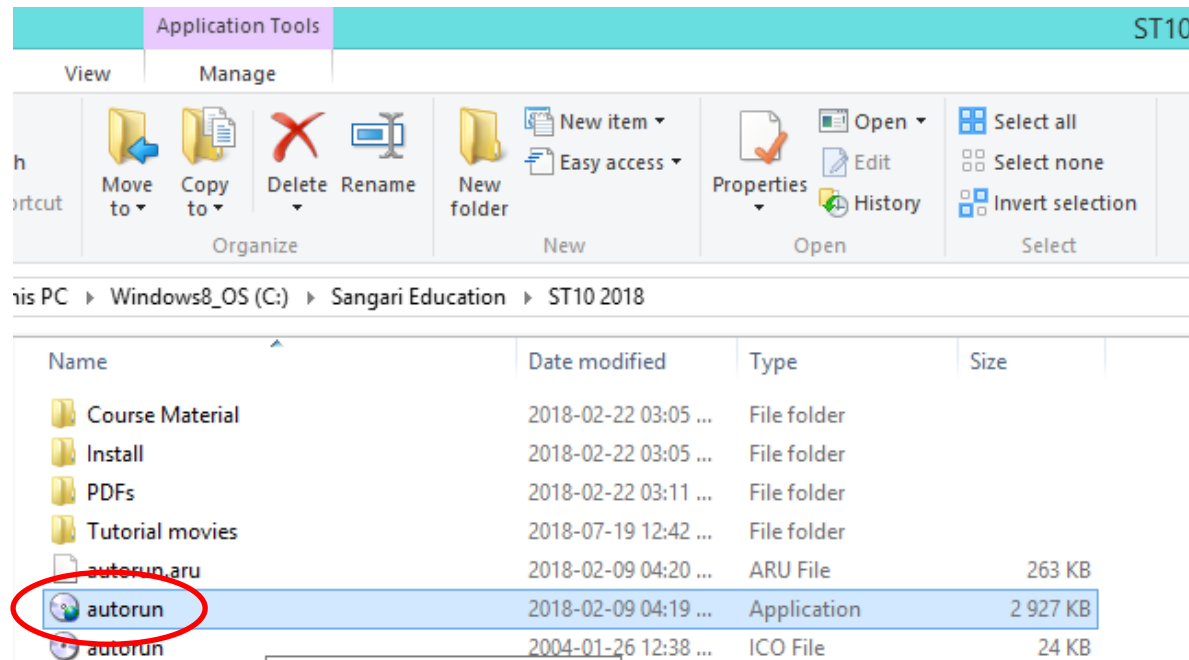 Application Tools
ST10
View Manage
h
ortcut
Move to
Copy to
Delete
Rename
New folder
New item
Easy access
Properties
Open
Edit
History
Select all
Select none
Invert selection
Organize New Open Select
his PC Windows8_OS (C:) Sangari Education ST10 2018
Name Date modified Type Size
Course Material 2018-02-22 03:05 ... File folder
Install 2018-02-22 03:05 ... File folder
PDFs 2018-02-22 03:11 ... File folder
Tutorial movies 2018-07-19 12:42 ... File folder
autorun.aru 2018-02-09 04:20 ... ARU File 263 KB
autorun 2018-02-09 04:19 ... Application 2 927 KB
autorun 2004-01-26 12:38 ... ICO File 24 KB